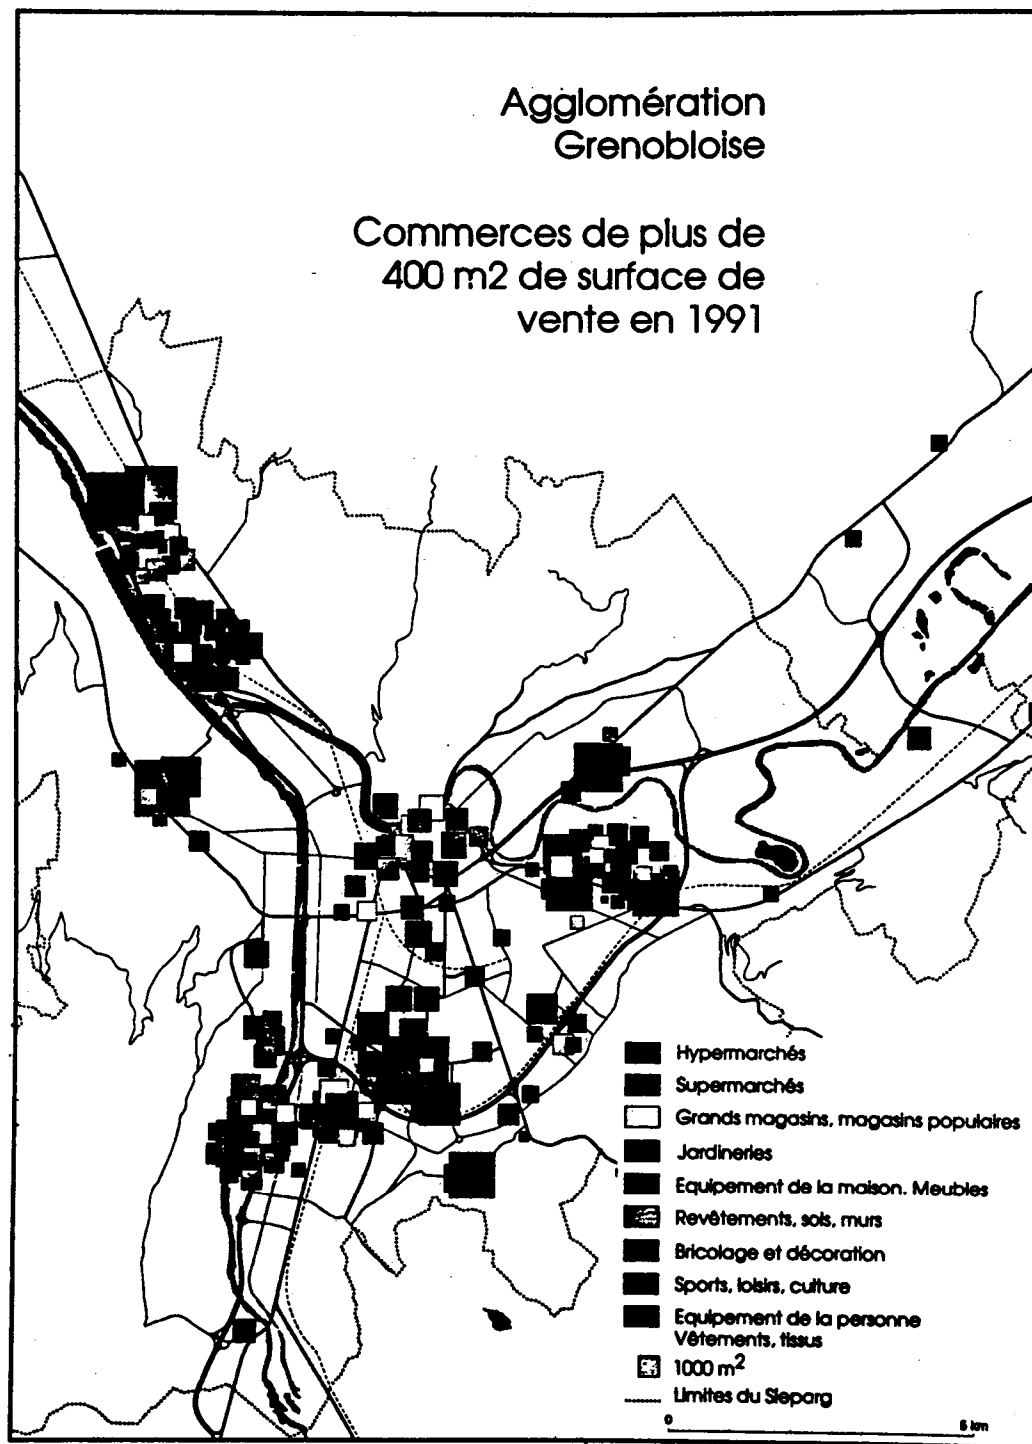 Agglomération
Grenobloise
Commerces de plus de
400 m2 de surface de
vente en 1991
Hypermarchés
Supermarchés
Grands magasins, magasins populaires
Jardineries
Equipement de la maison. Meubles
Revêtements, sols, murs
Bricolage et décoration
Sports, loisirs, culture
Equipement de la personne
Vêtements, tissus
1000 m2
Limites du Sieparg
0 5 km